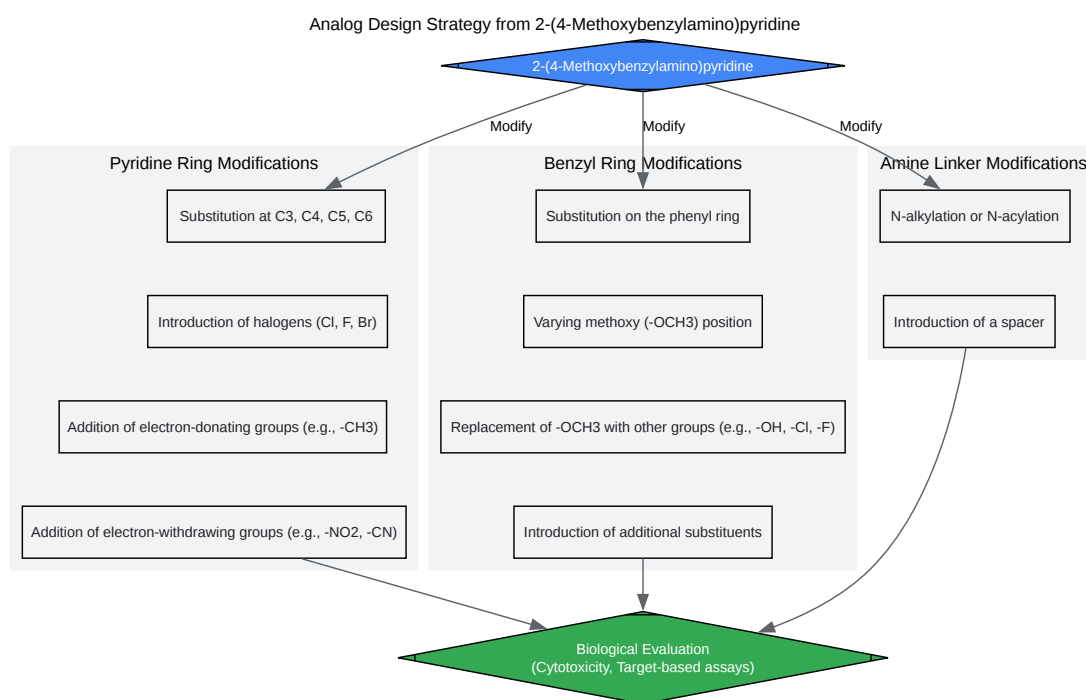 Analog Design Strategy from 2-(4-Methoxybenzylamino)pyridine
2-(4-Methoxybenzylamino)pyridine
Modify
Modify
Modify
Pyridine Ring Modifications
Substitution at C3, C4, C5, C6
Introduction of halogens (Cl, F, Br)
Addition of electron-donating groups (e.g., -CH3)
Addition of electron-withdrawing groups (e.g., -NO2, -CN)
Benzyl Ring Modifications
Substitution on the phenyl ring
Varying methoxy (-OCH3) position
Replacement of -OCH3 with other groups (e.g., -OH, -Cl, -F)
Introduction of additional substituents
Amine Linker Modifications
N-alkylation or N-acylation
Introduction of a spacer
Biological Evaluation
(Cytotoxicity, Target-based assays)